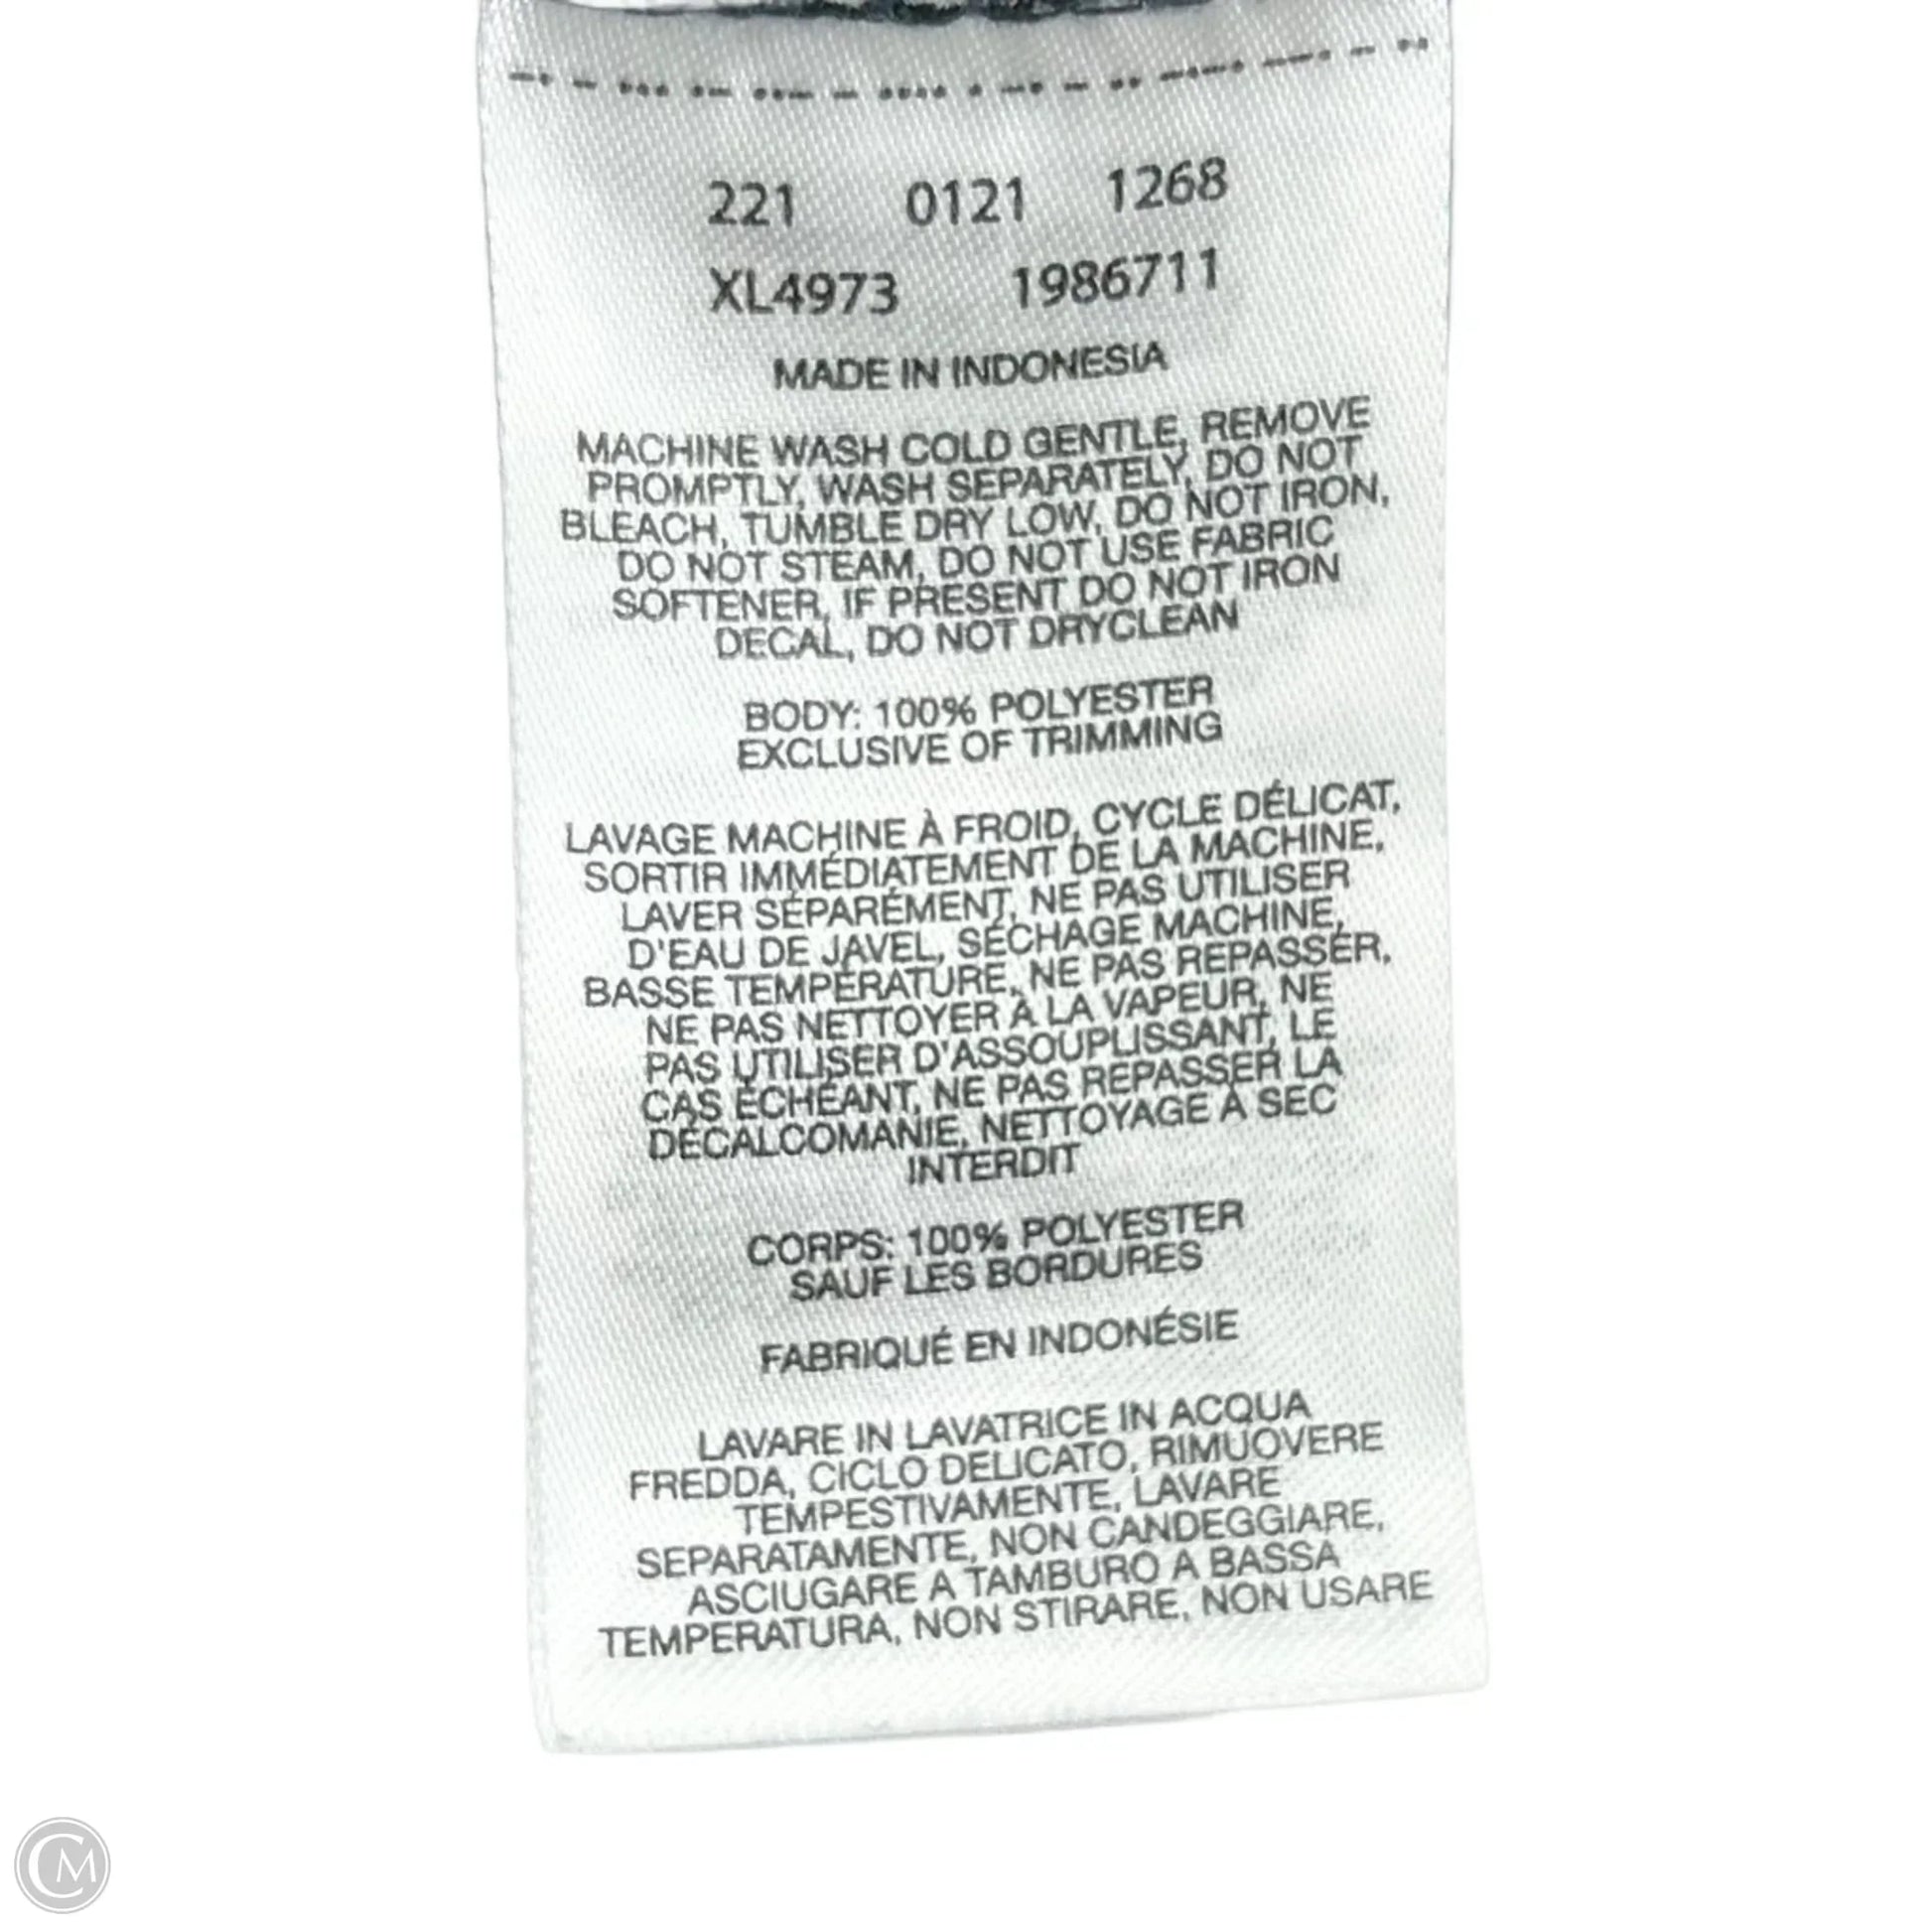 221 0121 1268
XL4973 1986711
MADE IN INDONESIA
MACHINE WASH COLD GENTLE, REMOVE
PROMPTLY, WASH SEPARATELY, DO NOT
BLEACH, TUMBLE DRY LOW, DO NOT IRON,
DO NOT STEAM, DO NOT USE FABRIC
SOFTENER, IF PRESENT DO NOT IRON
DECAL, DO NOT DRYCLEAN
BODY: 100% POLYESTER
EXCLUSIVE OF TRIMMING
LAVAGE MACHINE À FROID, CYCLE DÉLICAT,
SORTIR IMMÉDIATEMENT DE LA MACHINE,
LAVER SÉPARÉMENT, NE PAS UTILISER
D'EAU DE JAVEL, SÉCHAGE MACHINE,
BASSE TEMPÉRATURE, NE PAS REPASSER,
NE PAS NETTOYER À LA VAPEUR, NE
PAS UTILISER D'ASSOUPLISSANT, LE
CAS ÉCHÉANT, NE PAS REPASSER LA
DÉCALCOMANIE, NETTOYAGE À SEC
INTERDIT
CORPS: 100% POLYESTER
SAUF LES BORDURES
FABRIQUÉ EN INDONÉSIE
LAVARE IN LAVATRICE IN ACQUA
FREDDA, CICLO DELICATO, RIMUOVERE
TEMPESTIVAMENTE, LAVARE
SEPARATAMENTE, NON CANDEGGIARE,
ASCIUGARE A TAMBURO A BASSA
TEMPERATURA, NON STIRARE, NON USARE
CM